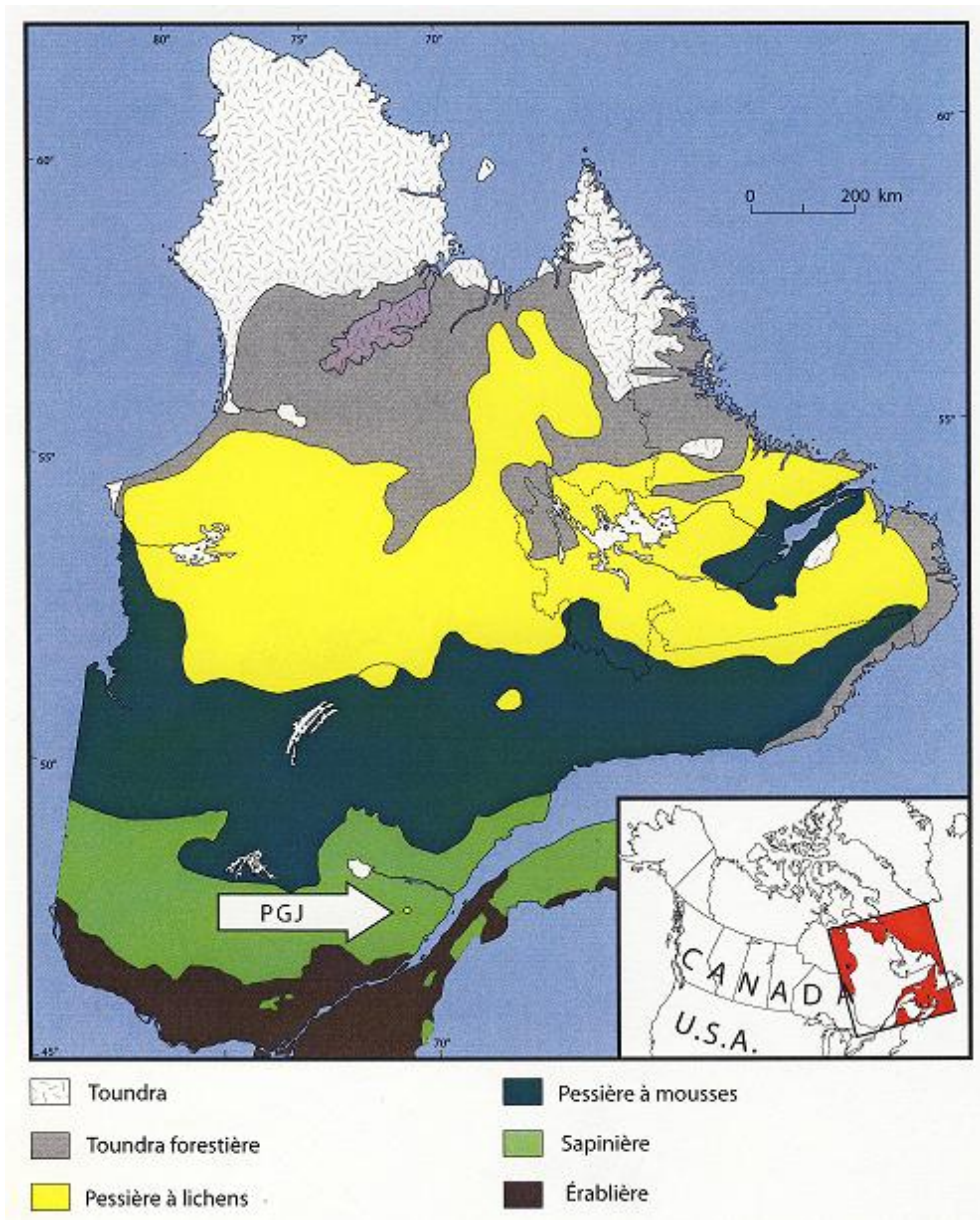 80° 75° 70°
60° 60°
0 200 km
55°
55°
50°
PGJ
CANADA
U.S.A.
45° 70°
Toundra Pessière à mousses
Toundra forestière Sapinière
Pessière à lichens Érablière